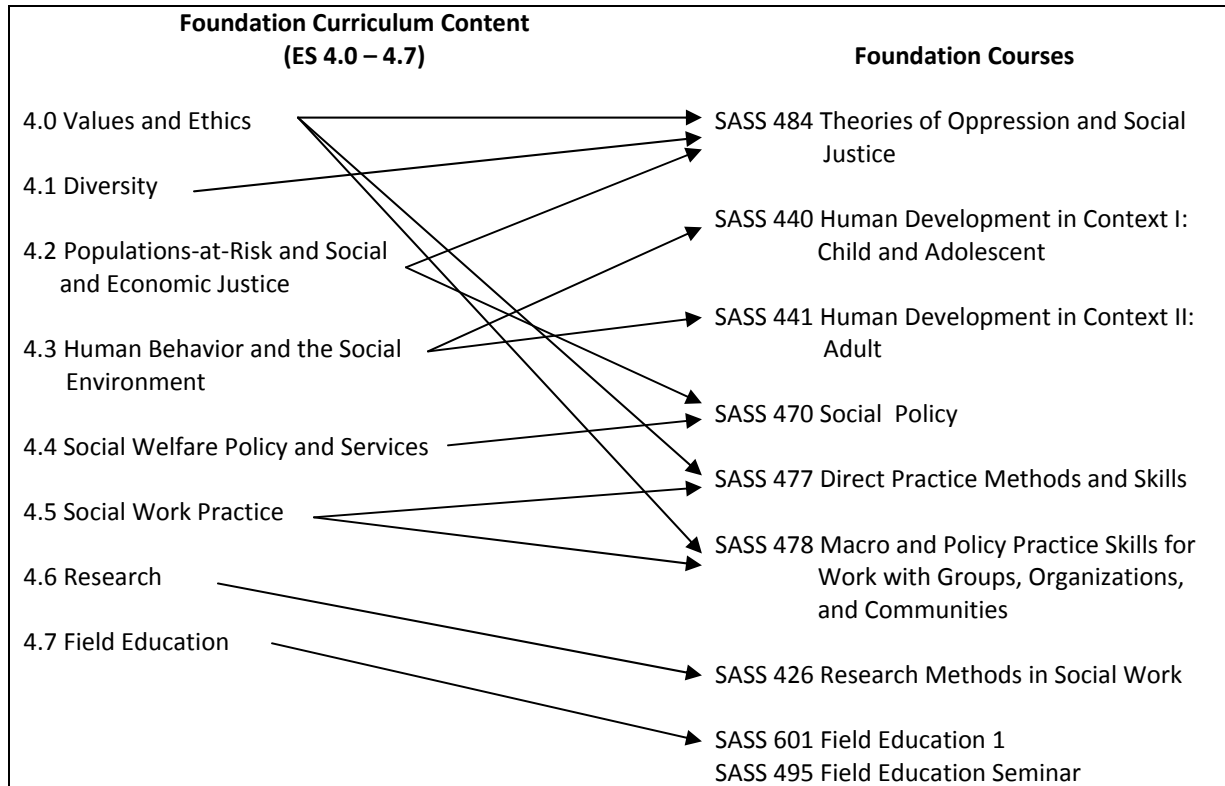 Foundation Curriculum Content
(ES 4.0 – 4.7)
4.0 Values and Ethics
4.1 Diversity
4.2 Populations-at-Risk and Social
and Economic Justice
4.3 Human Behavior and the Social
Environment
4.4 Social Welfare Policy and Services
4.5 Social Work Practice
4.6 Research
4.7 Field Education
Foundation Courses
SASS 484 Theories of Oppression and Social
Justice
SASS 440 Human Development in Context I:
Child and Adolescent
SASS 441 Human Development in Context II:
Adult
SASS 470 Social Policy
SASS 477 Direct Practice Methods and Skills
SASS 478 Macro and Policy Practice Skills for
Work with Groups, Organizations,
and Communities
SASS 426 Research Methods in Social Work
SASS 601 Field Education 1
SASS 495 Field Education Seminar